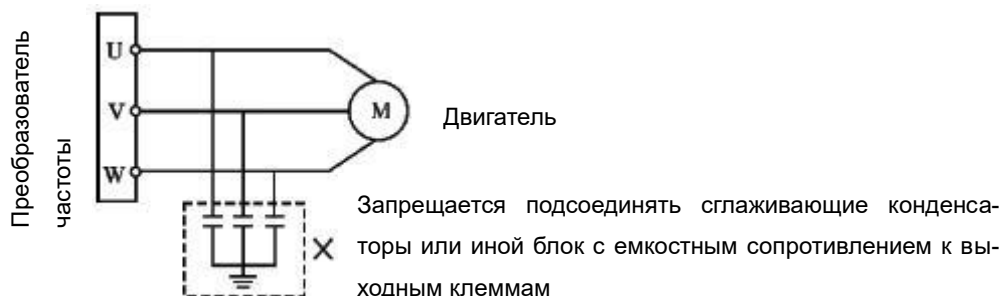 Преобразователь
частоты
U
V
W
M
Двигатель
Запрещается подсоединять сглаживающие конденса-
торы или иной блок с емкостным сопротивлением к вы-
ходным клеммам